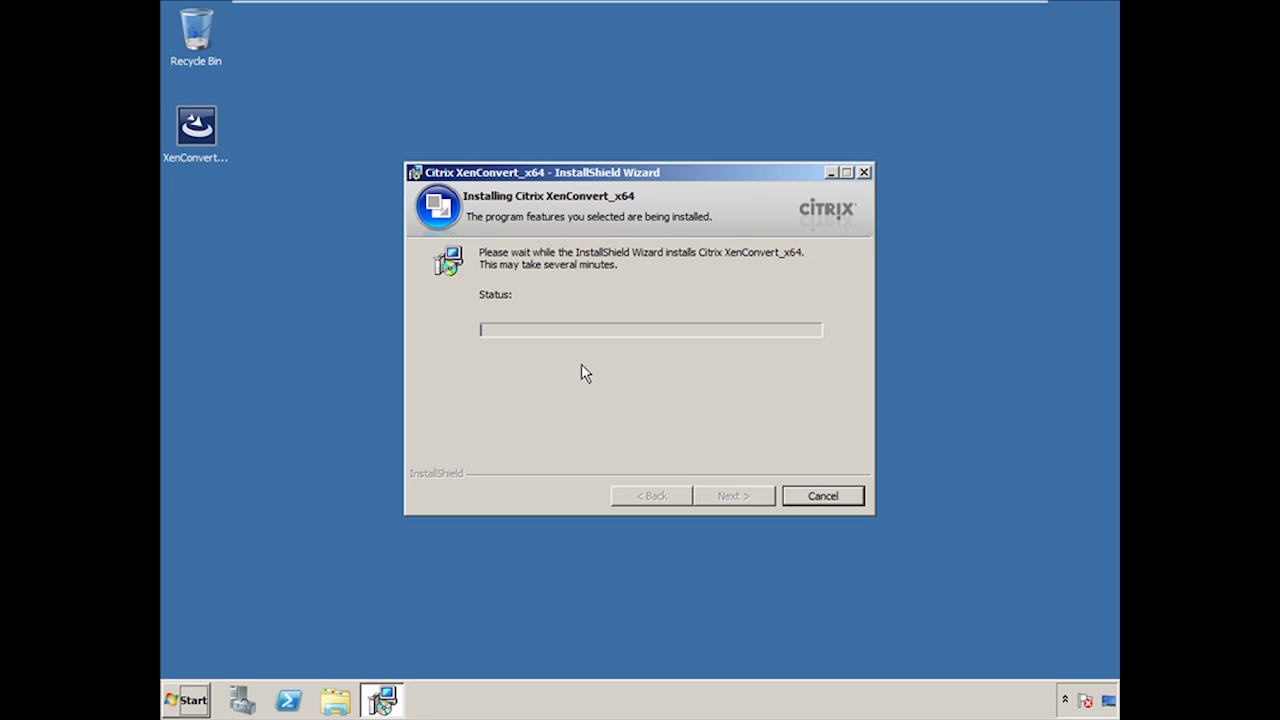 Recycle Bin
XenConvert...
Citrix XenConvert_x64 - InstallShield Wizard
Installing Citrix XenConvert_x64
The program features you selected are being installed.
CITRIX
Please wait while the InstallShield Wizard installs Citrix XenConvert_x64.
This may take several minutes.
Status:
InstallShield
< Back
Next >
Cancel
Start